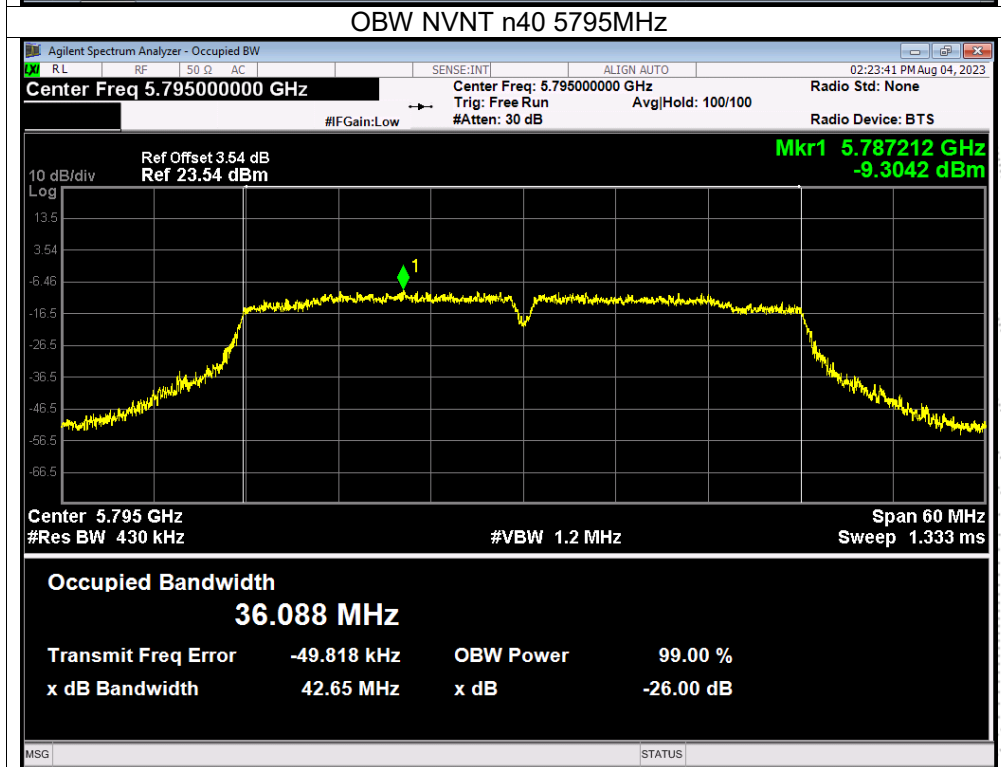 OBW NVNT n40 5795MHz
Agilent Spectrum Analyzer - Occupied BW
LXI RL RF 50 Ω AC SENSE:INT ALIGN AUTO 02:23:41 PM Aug 04, 2023
Center Freq 5.795000000 GHz Center Freq: 5.795000000 GHz Radio Std: None
Trig: Free Run Avg|Hold: 100/100
#IFGain:Low #Atten: 30 dB Radio Device: BTS
Ref Offset 3.54 dB Mkr1 5.787212 GHz
10 dB/div Ref 23.54 dBm -9.3042 dBm
Log
13.5
3.54
1
-6.46
-16.5
-26.5
-36.5
-46.5
-56.5
-66.5
Center 5.795 GHz Span 60 MHz
#Res BW 430 kHz #VBW 1.2 MHz Sweep 1.333 ms
Occupied Bandwidth
36.088 MHz
Transmit Freq Error -49.818 kHz OBW Power 99.00 %
x dB Bandwidth 42.65 MHz x dB -26.00 dB
MSG STATUS